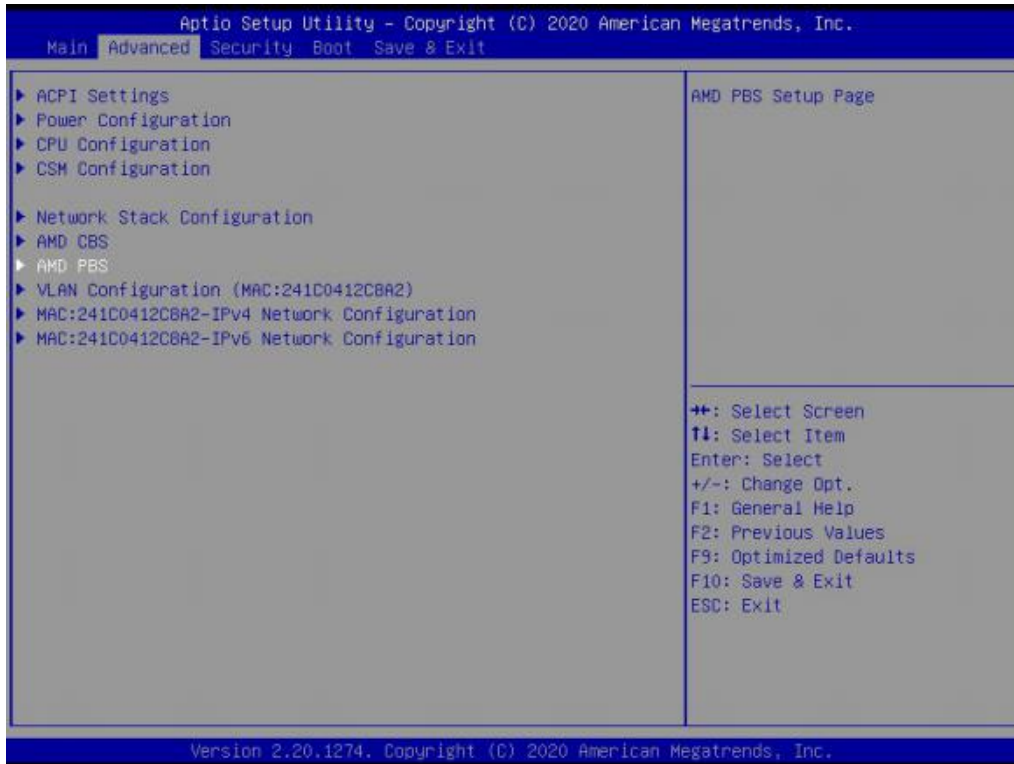 Aptio Setup Utility – Copyright (C) 2020 American Megatrends, Inc.
Main Advanced Security Boot Save & Exit
▶ ACPI Settings
▶ Power Configuration
▶ CPU Configuration
▶ CSM Configuration
▶ Network Stack Configuration
▶ AMD CBS
▶ AMD PBS
▶ VLAN Configuration (MAC:241C0412C8A2)
▶ MAC:241C0412C8A2-IPv4 Network Configuration
▶ MAC:241C0412C8A2-IPv6 Network Configuration
AMD PBS Setup Page
→←: Select Screen
↑↓: Select Item
Enter: Select
+/-: Change Opt.
F1: General Help
F2: Previous Values
F9: Optimized Defaults
F10: Save & Exit
ESC: Exit
Version 2.20.1274. Copyright (C) 2020 American Megatrends, Inc.